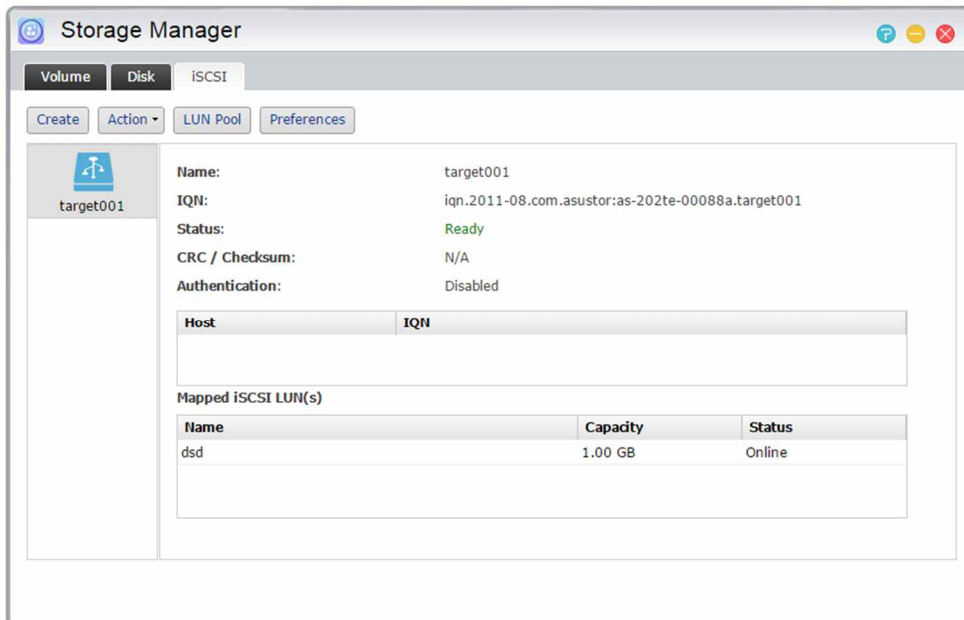 Storage Manager
Volume Disk iSCSI
Create Action LUN Pool Preferences
target001
Name: target001
IQN: iqn.2011-08.com.asustor:as-202te-00088a.target001
Status: Ready
CRC / Checksum: N/A
Authentication: Disabled
Host IQN
Mapped iSCSI LUN(s)
Name Capacity Status
dsd 1.00 GB Online